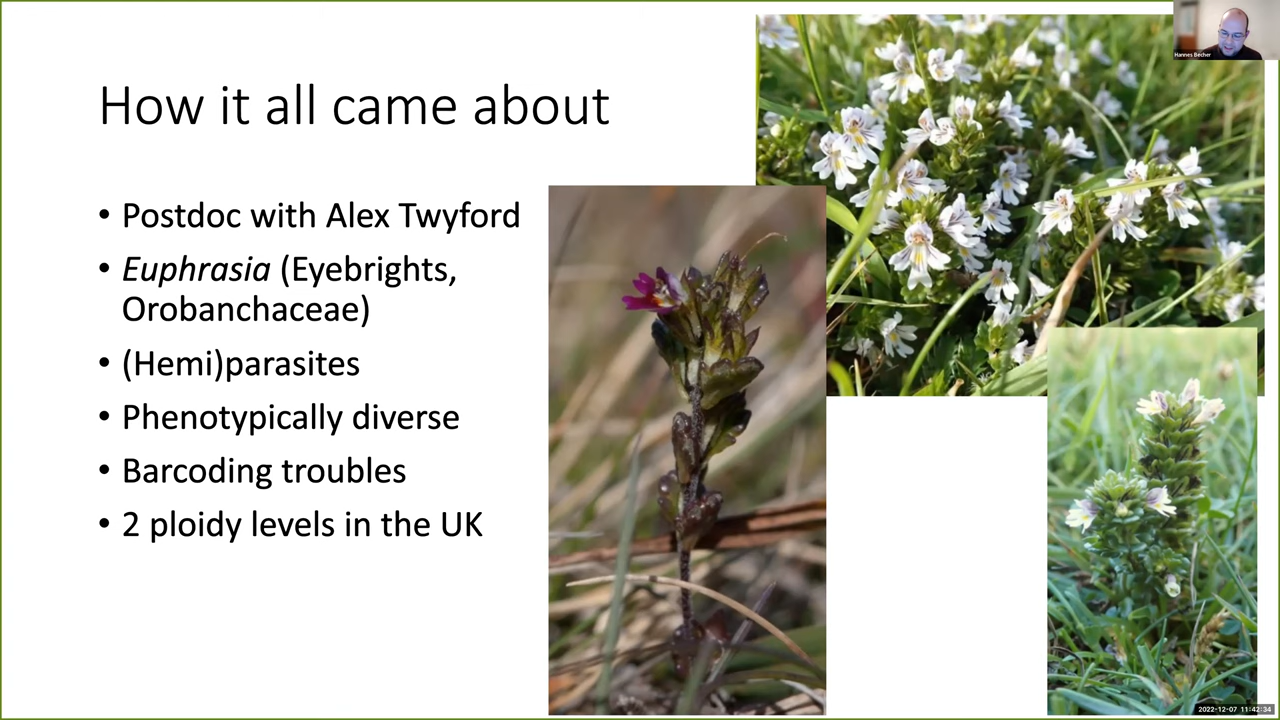 Hannes Becher
How it all came about
• Postdoc with Alex Twyford
• Euphrasia (Eyebrights,
Orobanchaceae)
• (Hemi)parasites
• Phenotypically diverse
• Barcoding troubles
• 2 ploidy levels in the UK
2022-12-07 11:42:34